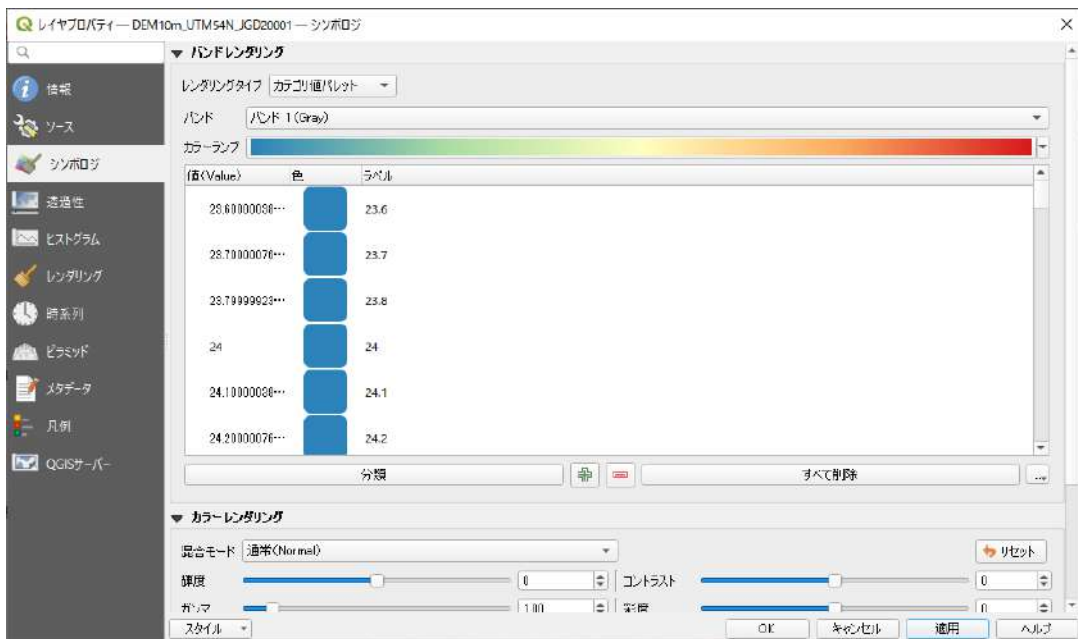 レイヤプロパティ — DEM10m_UTM54N_JGD20001 — シンボロジ
情報
ソース
シンボロジ
透過性
ヒストグラム
レンダリング
時系列
ピラミッド
メタデータ
凡例
QGISサーバー
▼ バンドレンダリング
レンダリングタイプ カテゴリ値パレット
バンド バンド 1 (Gray)
カラーランプ
値(Value) 色 ラベル
23.60000038… 23.6
23.70000076… 23.7
23.79999923… 23.8
24 24
24.10000038… 24.1
24.20000076… 24.2
分類 すべて削除 ...
▼ カラーレンダリング
混合モード 通常(Normal) リセット
輝度 0 コントラスト 0
ガンマ 1.00 彩度 0
スタイル OK キャンセル 適用 ヘルプ